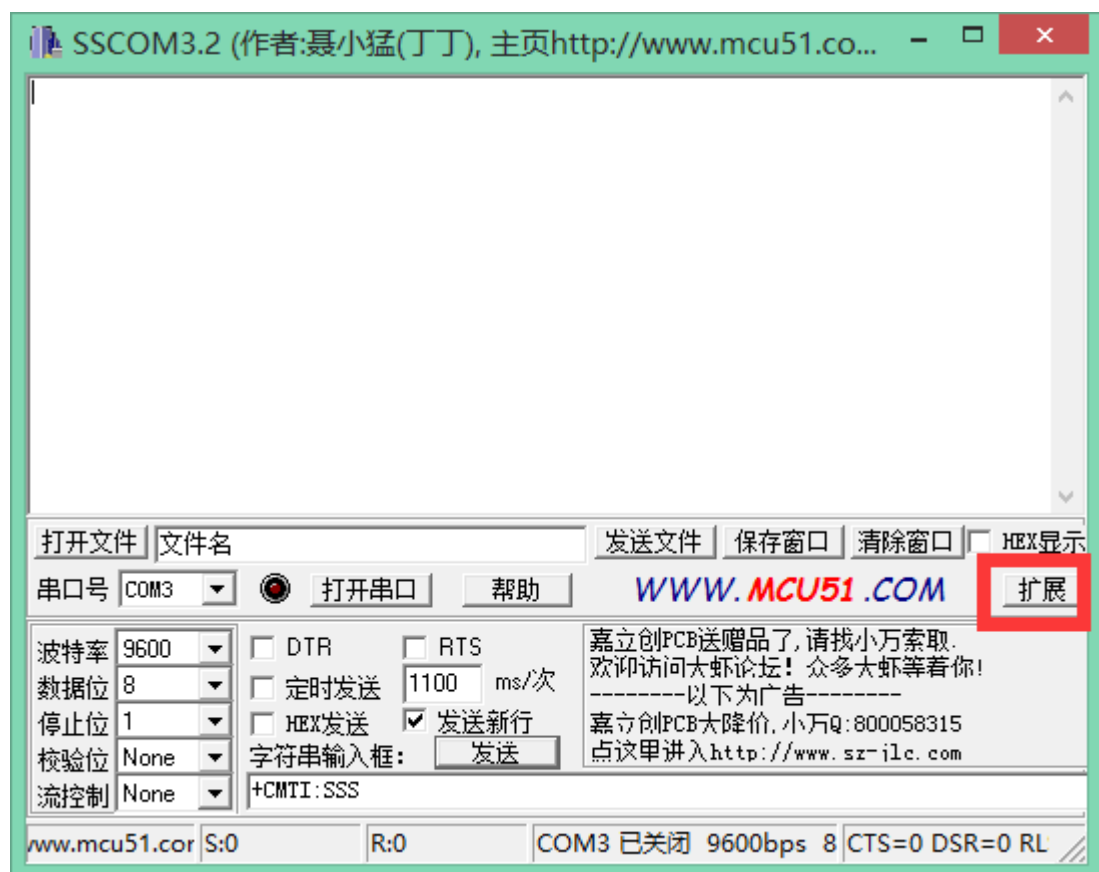 SSCOM3.2 (作者:聂小猛(丁丁), 主页http://www.mcu51.co...
打开文件 文件名 发送文件 保存窗口 清除窗口 HEX显示
串口号 COM3 打开串口 帮助 WWW.MCU51.COM 扩展
波特率 9600 DTR RTS
数据位 8 定时发送 1100 ms/次
停止位 1 HEX发送 发送新行
校验位 None 字符串输入框: 发送
流控制 None +CMTI:SSS
嘉立创PCB送赠品了,请找小万索取.
欢迎访问大虾论坛!众多大虾等着你!
--------以下为广告--------
嘉立创PCB大降价,小万Q:800058315
点这里进入http://www.sz-jlc.com
www.mcu51.cor S:0 R:0 COM3 已关闭 9600bps 8 CTS=0 DSR=0 RL